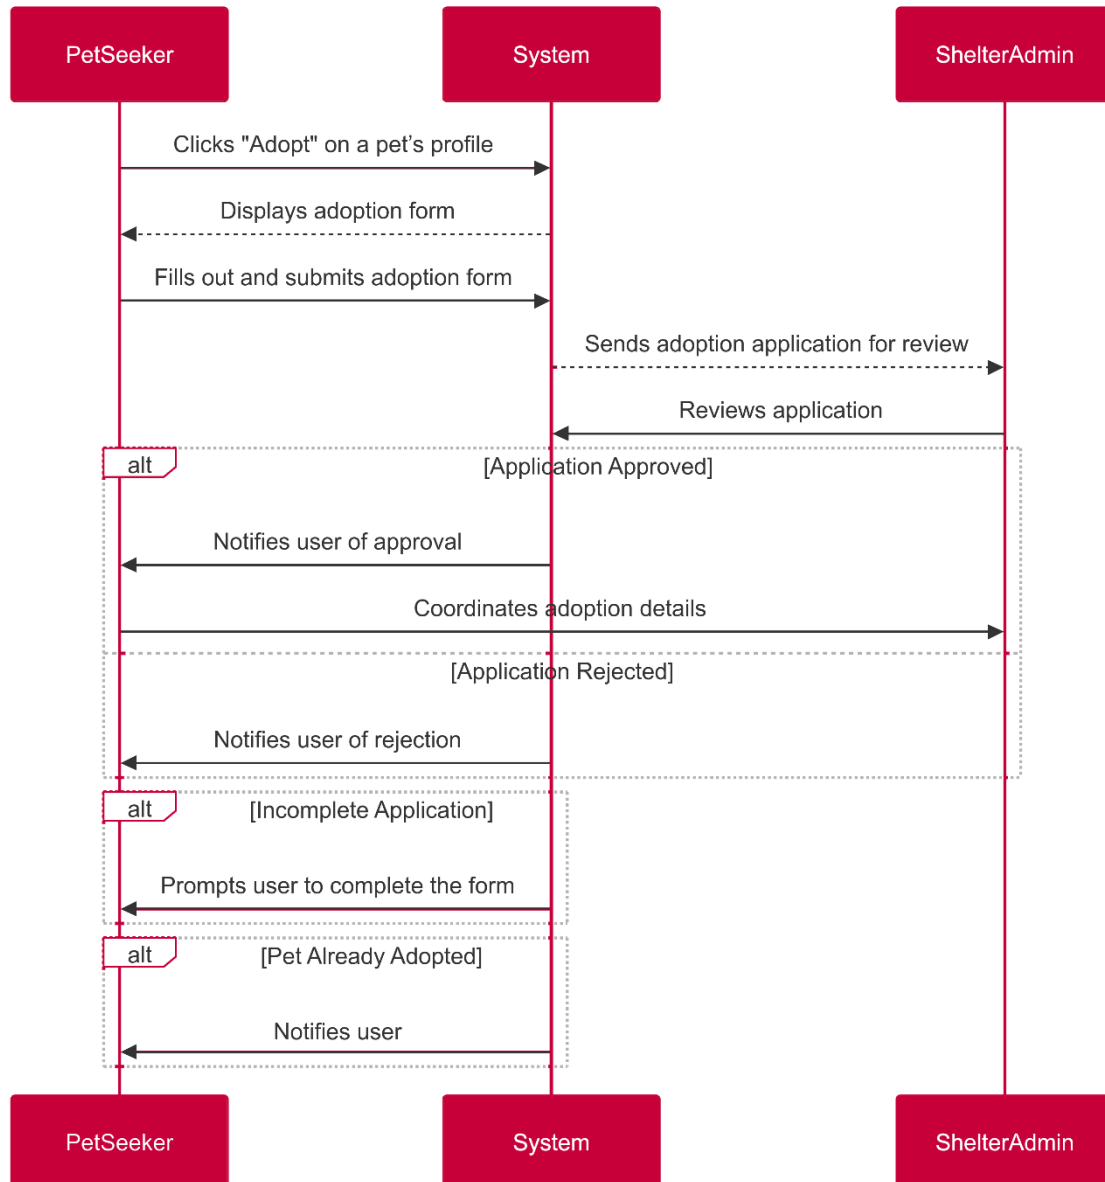 PetSeeker
System
ShelterAdmin
Clicks "Adopt" on a pet’s profile
Displays adoption form
Fills out and submits adoption form
Sends adoption application for review
Reviews application
alt
[Application Approved]
Notifies user of approval
Coordinates adoption details
[Application Rejected]
Notifies user of rejection
alt
[Incomplete Application]
Prompts user to complete the form
alt
[Pet Already Adopted]
Notifies user
PetSeeker
System
ShelterAdmin